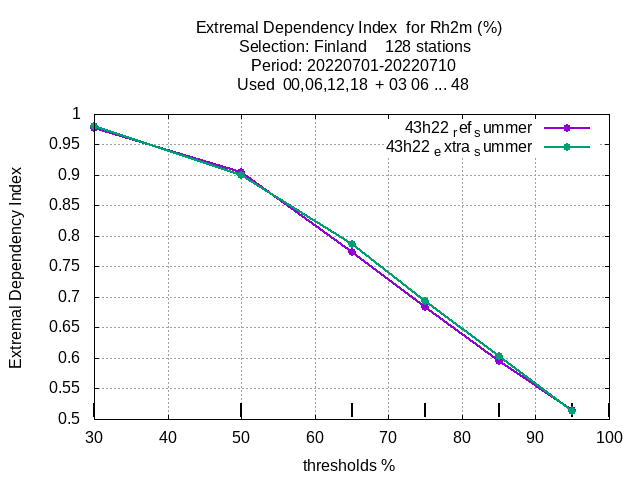 Extremal Dependency Index for Rh2m (%)
Selection: Finland 128 stations
Period: 20220701-20220710
Used 00,06,12,18 + 03 06 ... 48
43h22 ref summer
43h22 extra summer
Extremal Dependency Index
1
0.95
0.9
0.85
0.8
0.75
0.7
0.65
0.6
0.55
0.5
30 40 50 60 70 80 90 100
thresholds %